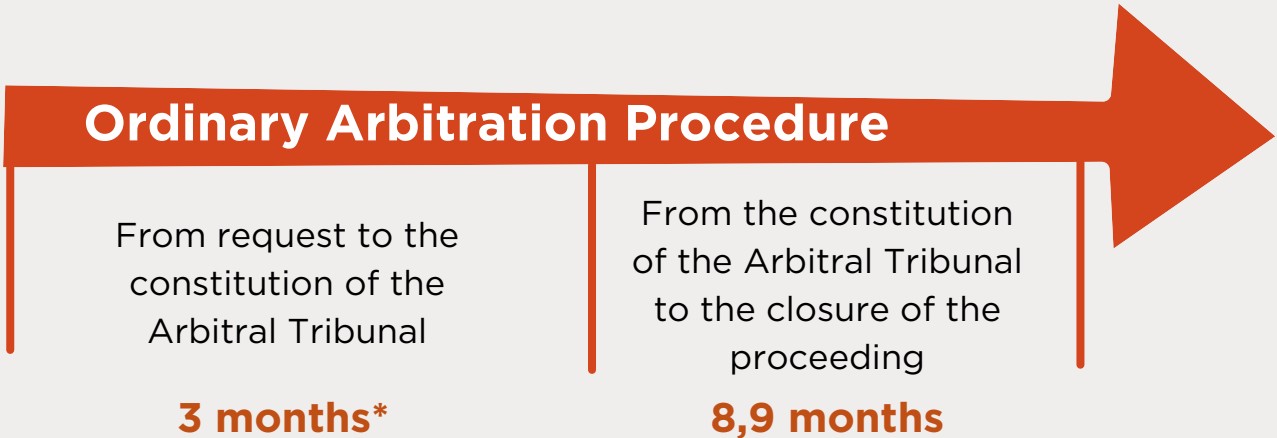 Ordinary Arbitration Procedure
From request to the
constitution of the
Arbitral Tribunal
3 months*
From the constitution
of the Arbitral Tribunal
to the closure of the
proceeding
8,9 months